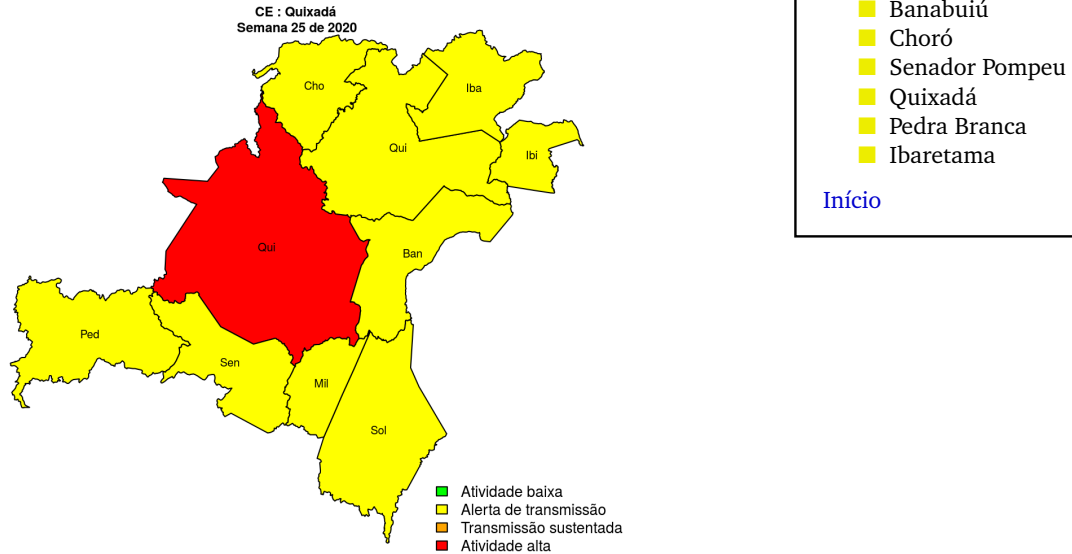 CE : Quixadá
Semana 25 de 2020
Cho
Iba
Qui
Ibi
Qui
Ban
Ped
Sen
Mil
Sol
Atividade baixa
Alerta de transmissão
Transmissão sustentada
Atividade alta
Banabuiú
Choró
Senador Pompeu
Quixadá
Pedra Branca
Ibaretama
Início